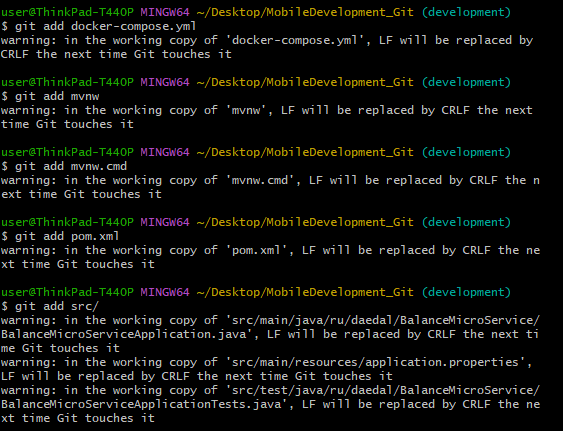 user@ThinkPad-T440P MINGW64 ~/Desktop/MobileDevelopment_Git (development)
$ git add docker-compose.yml
warning: in the working copy of 'docker-compose.yml', LF will be replaced by
CRLF the next time Git touches it
user@ThinkPad-T440P MINGW64 ~/Desktop/MobileDevelopment_Git (development)
$ git add mvnw
warning: in the working copy of 'mvnw', LF will be replaced by CRLF the next
time Git touches it
user@ThinkPad-T440P MINGW64 ~/Desktop/MobileDevelopment_Git (development)
$ git add mvnw.cmd
warning: in the working copy of 'mvnw.cmd', LF will be replaced by CRLF the n
ext time Git touches it
user@ThinkPad-T440P MINGW64 ~/Desktop/MobileDevelopment_Git (development)
$ git add pom.xml
warning: in the working copy of 'pom.xml', LF will be replaced by CRLF the ne
xt time Git touches it
user@ThinkPad-T440P MINGW64 ~/Desktop/MobileDevelopment_Git (development)
$ git add src/
warning: in the working copy of 'src/main/java/ru/daedal/BalanceMicroService/
BalanceMicroServiceApplication.java', LF will be replaced by CRLF the next ti
me Git touches it
warning: in the working copy of 'src/main/resources/application.properties',
LF will be replaced by CRLF the next time Git touches it
warning: in the working copy of 'src/test/java/ru/daedal/BalanceMicroService/
BalanceMicroServiceApplicationTests.java', LF will be replaced by CRLF the ne
xt time Git touches it